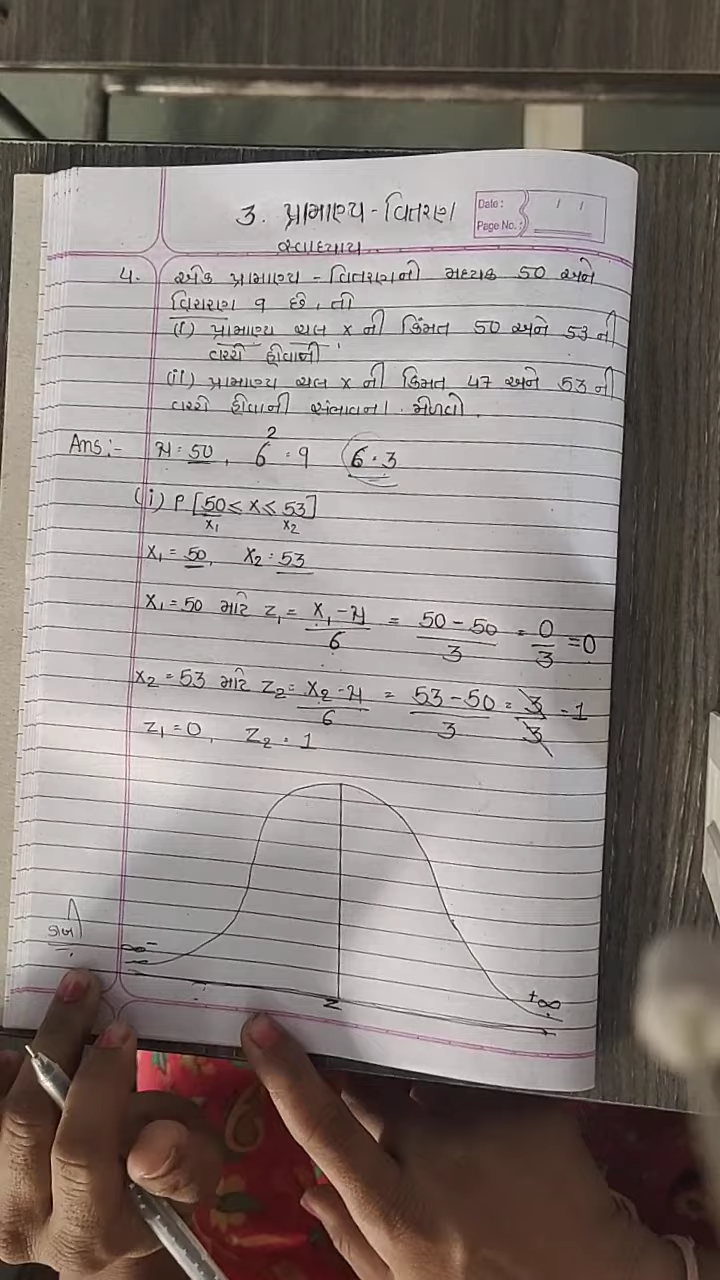 3. પ્રામાણ્ય - વિતરણ
Date: / /
Page No.:
સ્વાધ્યાય
4. એક પ્રામાણ્ય - વિતરણનો મધ્યક 50 અને
વિચરણ 9 છે, તો
(i) પ્રામાણ્ય ચલ x ની કિંમત 50 અને 53 ની
વચ્ચે હોવાની
(ii) પ્રામાણ્ય ચલ x ની કિંમત 47 અને 53 ની
વચ્ચે હોવાની સંભાવના મેળવો.
Ans:- μ = 50, σ² = 9 σ = 3
(i) P [50 ≤ x ≤ 53]
x₁ x₂
x₁ = 50, x₂ = 53
x₁ = 50 માટે z₁ = x₁ - μ / σ = 50 - 50 / 3 = 0 / 3 = 0
x₂ = 53 માટે z₂ = x₂ - μ / σ = 53 - 50 / 3 = 3 / 3 = 1
z₁ = 0, z₂ = 1
∞-
z
+∞